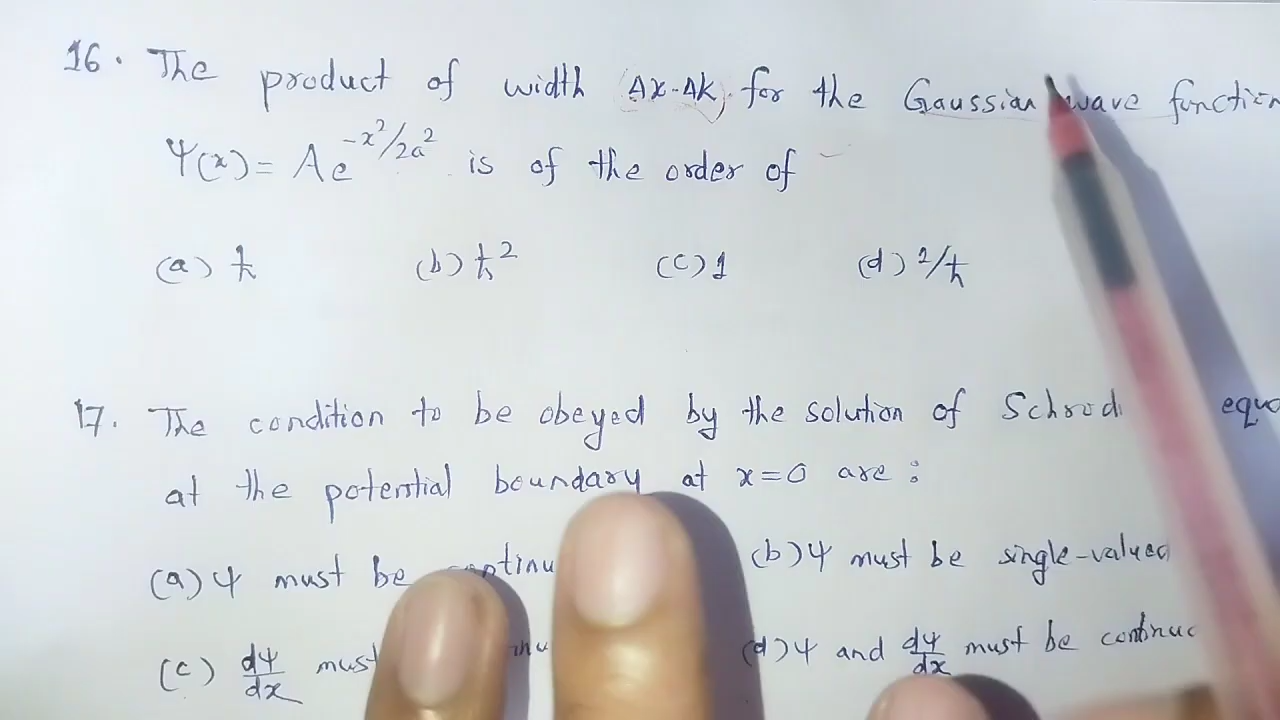 16. The product of width (Δx·Δk) for the Gaussian wave function
ψ(x) = Ae^{-x²/2a²} is of the order of –
(a) ħ (b) ħ² (c) 1 (d) 2/ħ
17. The condition to be obeyed by the solution of
at the potential boundary at x=0 are :
(a) ψ must be (b) ψ must be single-valued
(c) dψ/dx must (d) ψ and dψ/dx must be